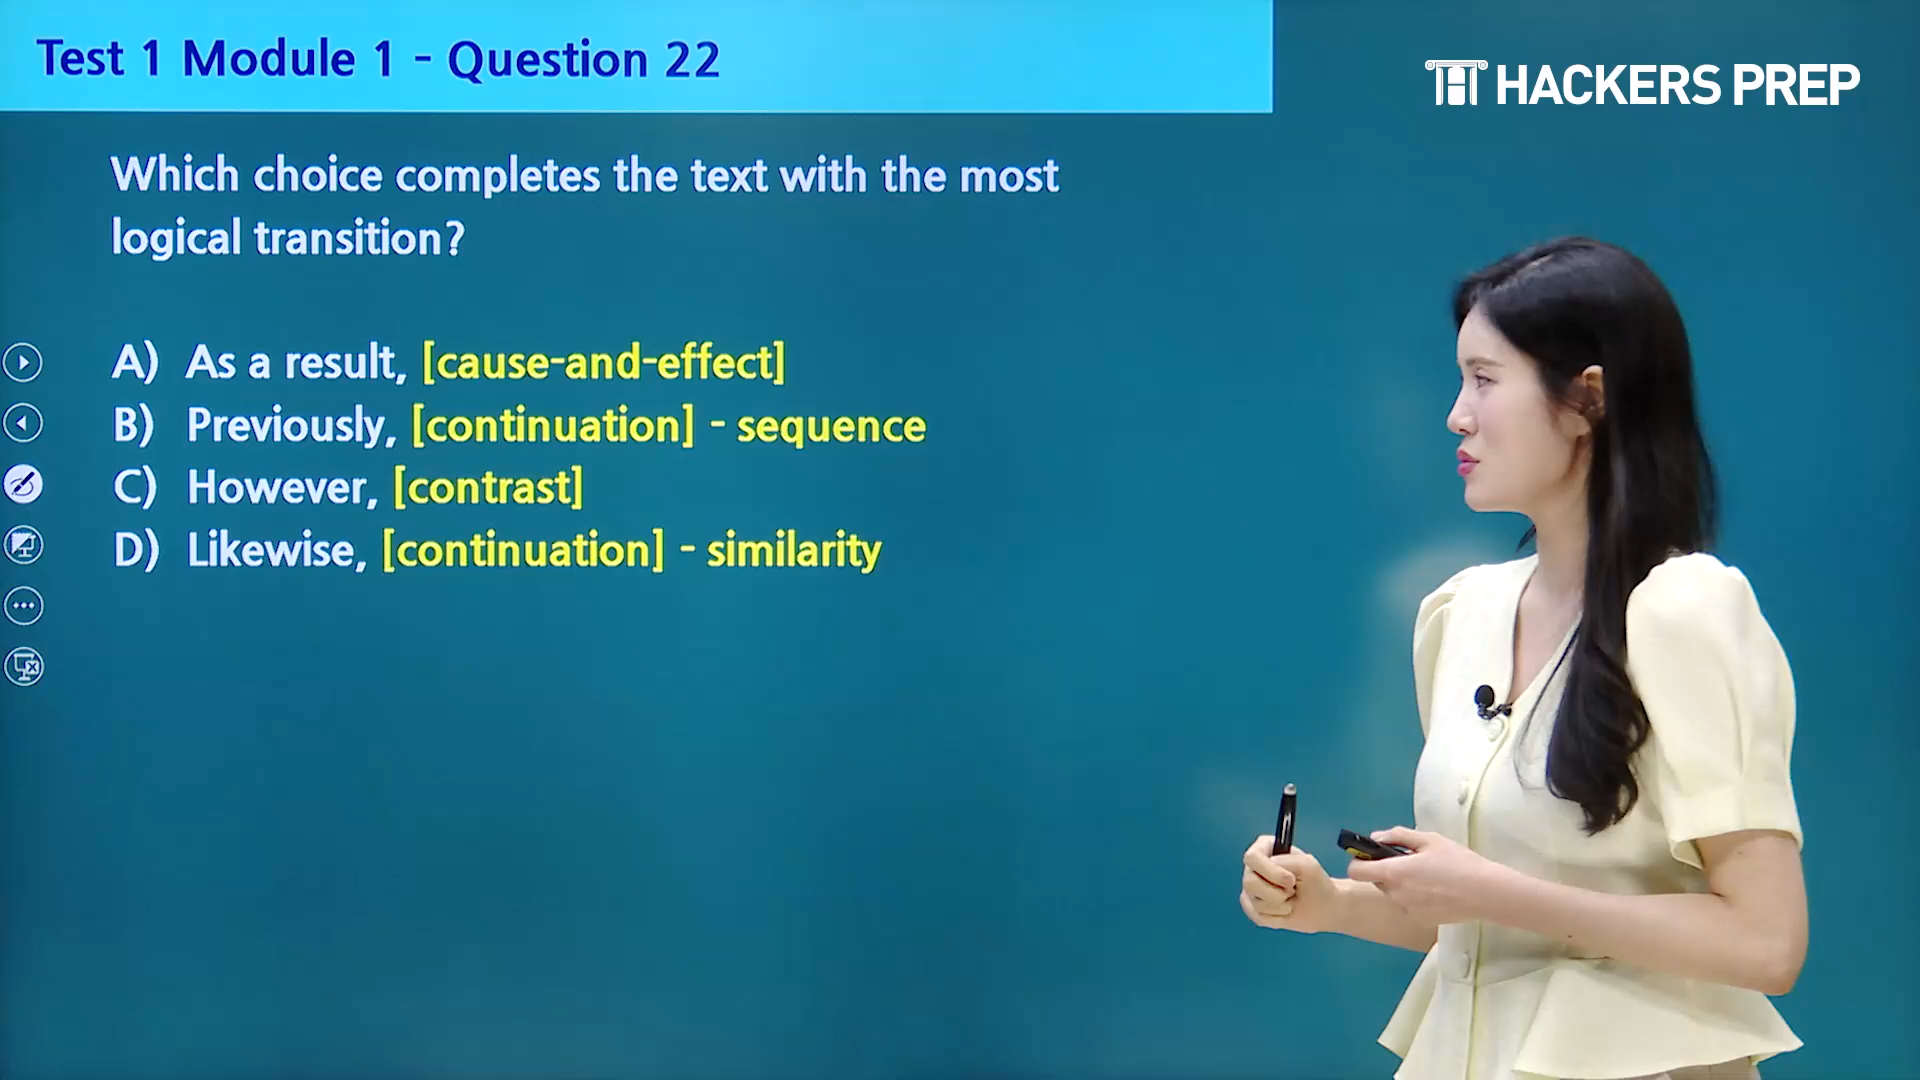 Test 1 Module 1 - Question 22
HACKERS PREP
Which choice completes the text with the most
logical transition?
A) As a result, [cause-and-effect]
B) Previously, [continuation] - sequence
C) However, [contrast]
D) Likewise, [continuation] - similarity